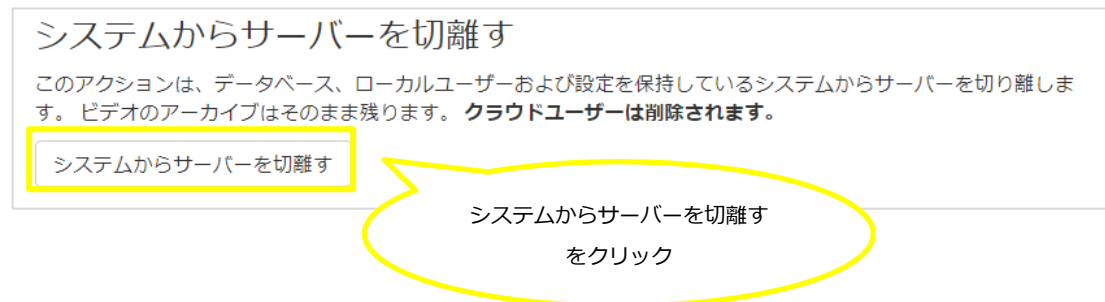 システムからサーバーを切離す
このアクションは、データベース、ローカルユーザーおよび設定を保持しているシステムからサーバーを切り離しま
す。 ビデオのアーカイブはそのまま残ります。 クラウドユーザーは削除されます。
システムからサーバーを切離す
システムからサーバーを切離す
をクリック